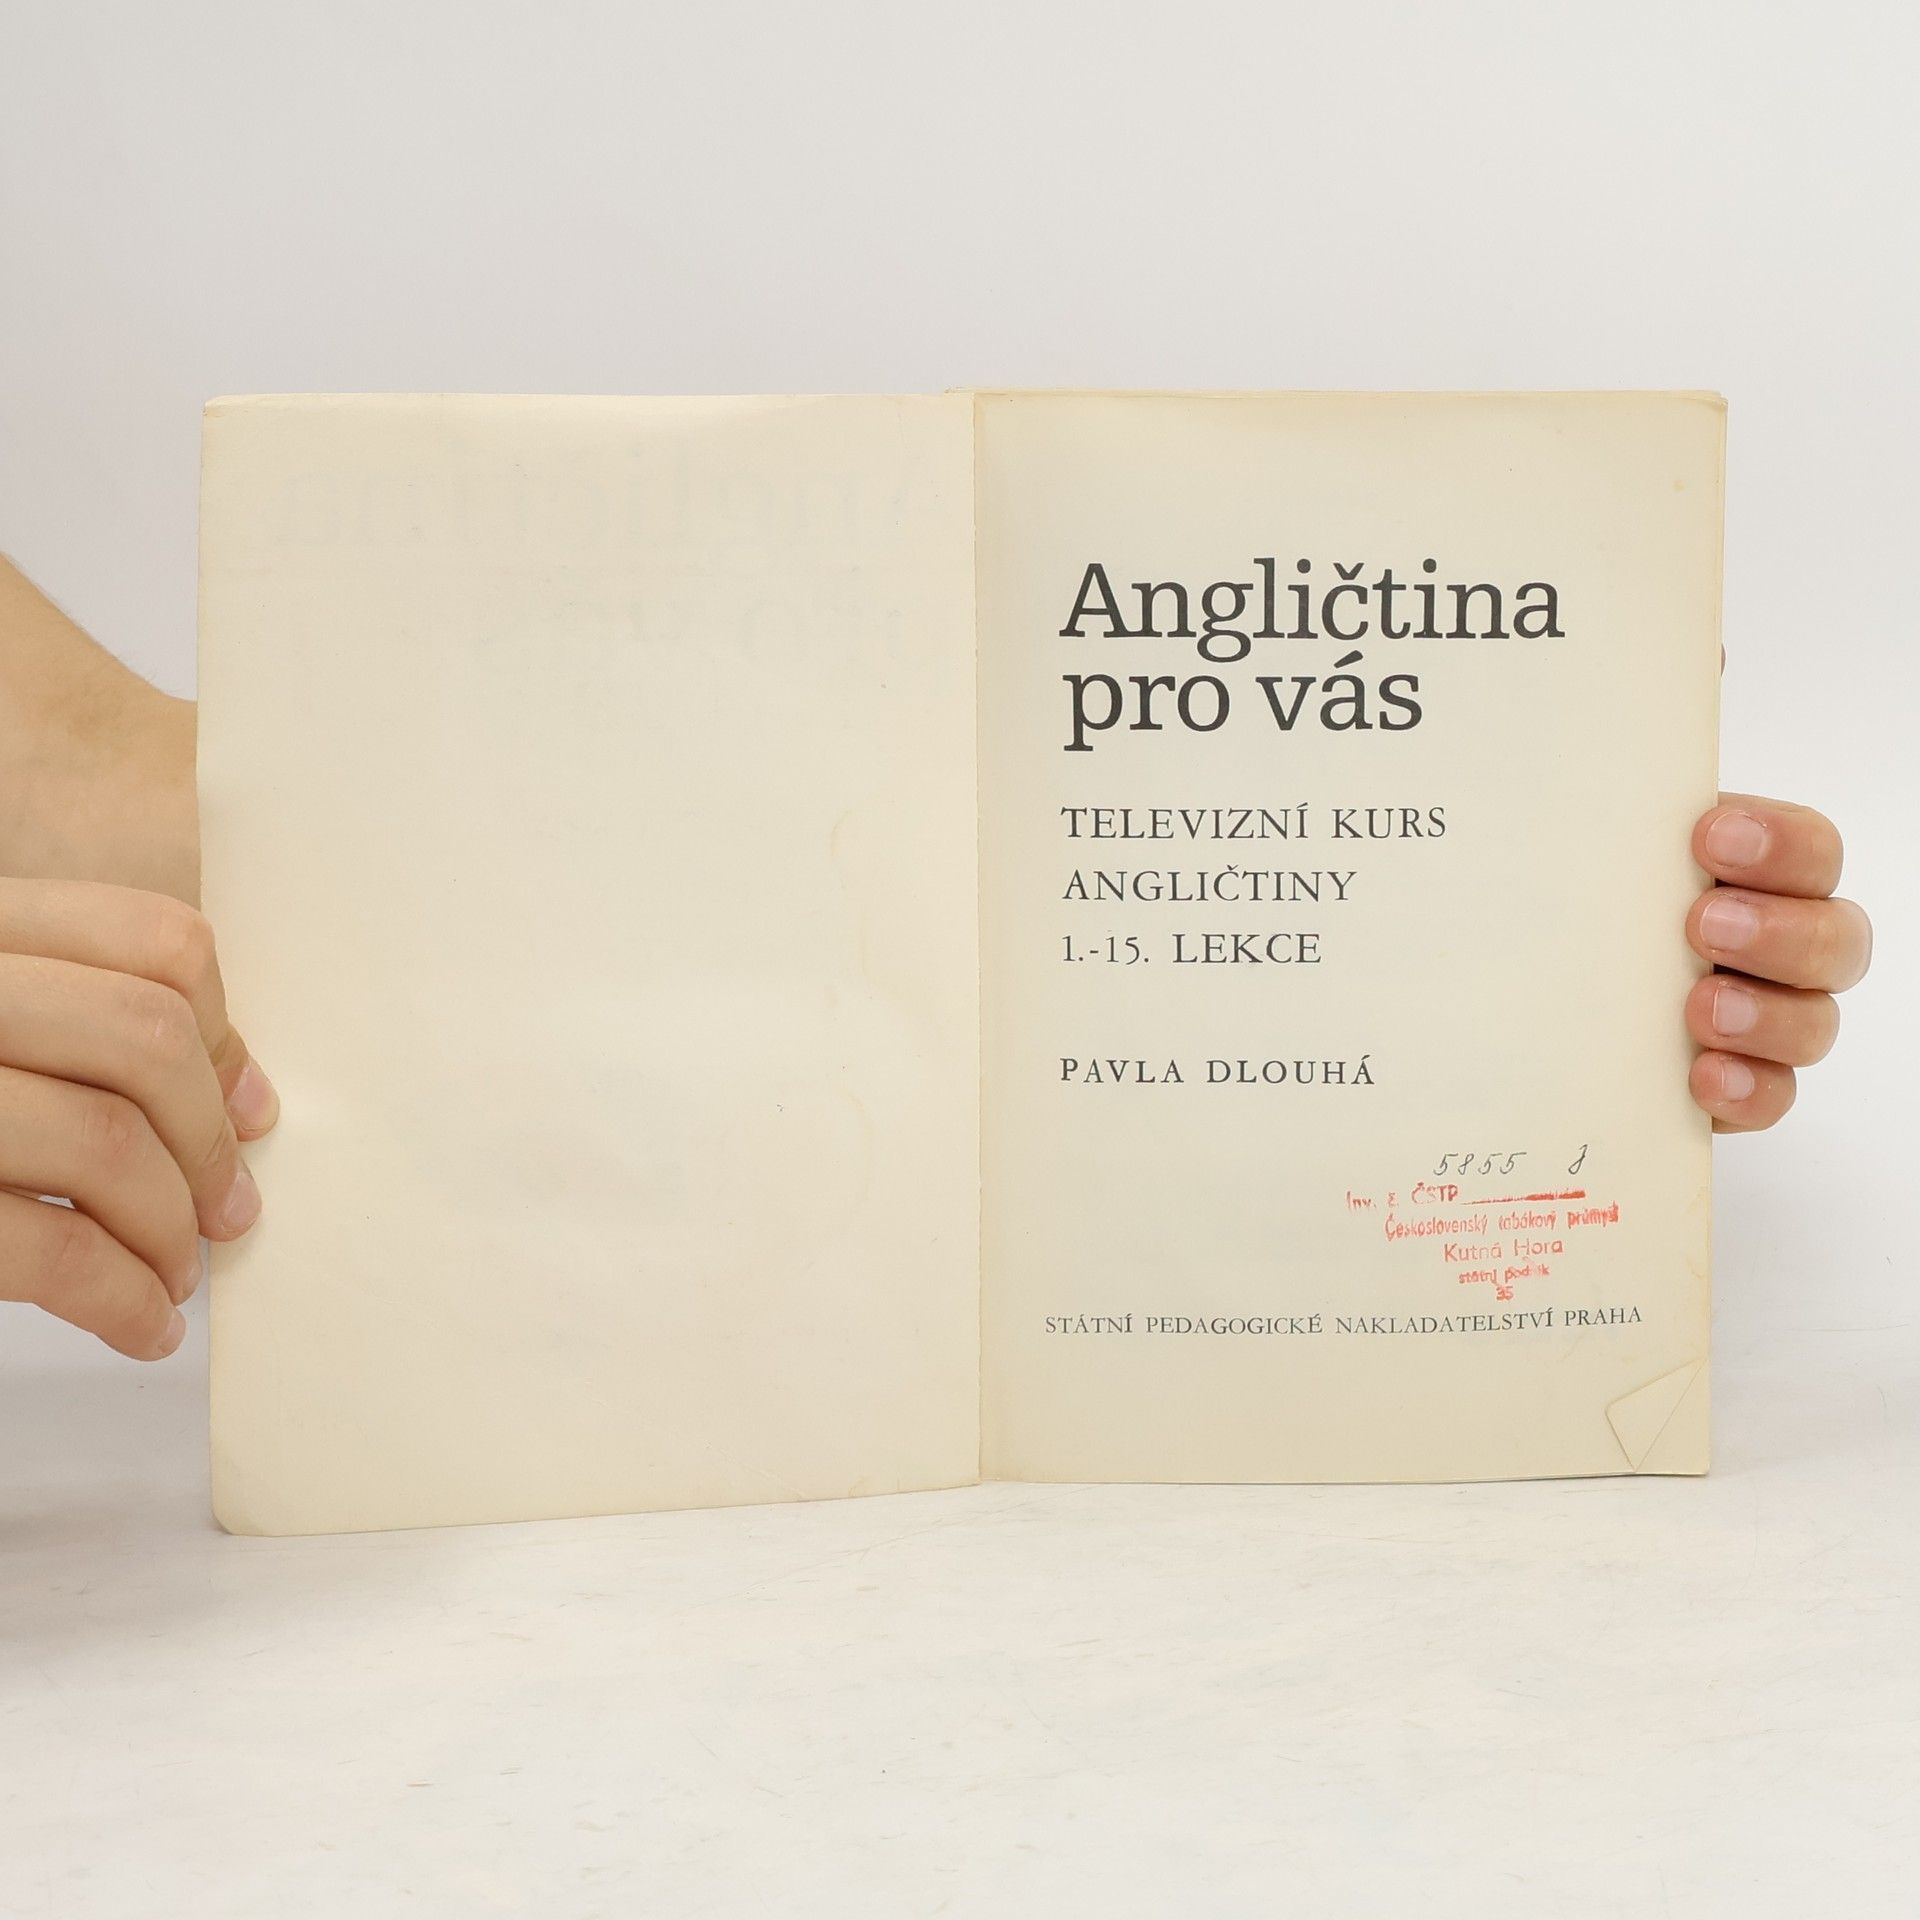 Angličtina
pro vás
TELEVIZNÍ KURS
ANGLIČTINY
1.-15. LEKCE
PAVLA DLOUHÁ
5855
Inv. č. ČSTP
Československý tabákový průmysl
Kutná Hora
státní podnik
35
STÁTNÍ PEDAGOGICKÉ NAKLADATELSTVÍ PRAHA